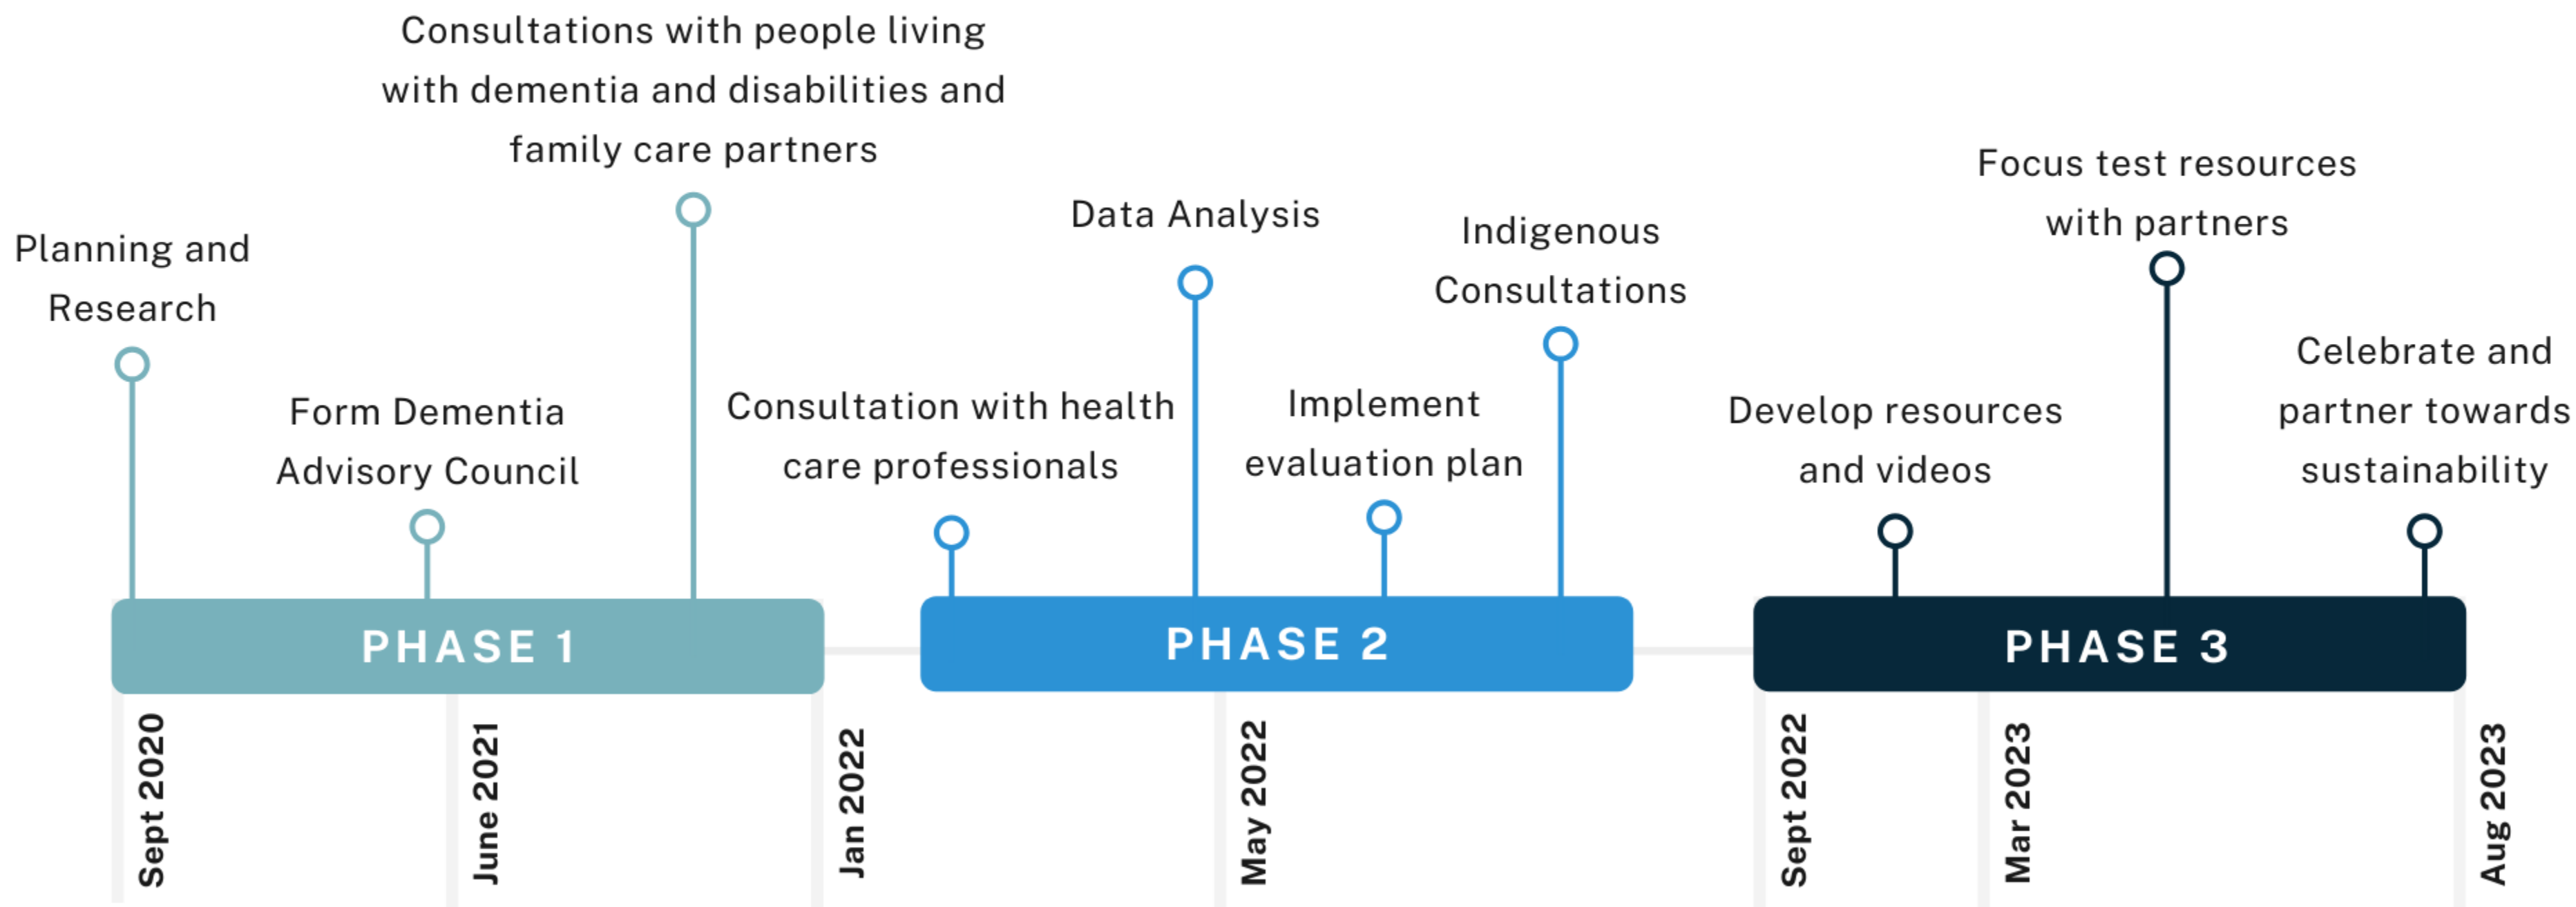 Planning and
Research
Form Dementia
Advisory Council
Consultations with people living
with dementia and disabilities and
family care partners
Consultation with health
care professionals
Data Analysis
Implement
evaluation plan
Indigenous
Consultations
Develop resources
and videos
Focus test resources
with partners
Celebrate and
partner towards
sustainability
PHASE 1
PHASE 2
PHASE 3
Sept 2020
June 2021
Jan 2022
May 2022
Sept 2022
Mar 2023
Aug 2023